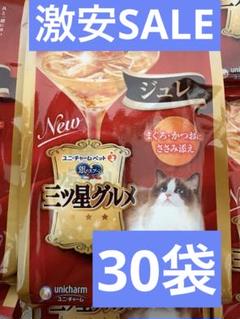 激安SALE
ジュレ
New
まぐろ・かつおに
ささみ添え
ユニ・チャームペット
銀のスプーン
三ツ星グルメ
30袋
unicharm
ユニ・チャーム